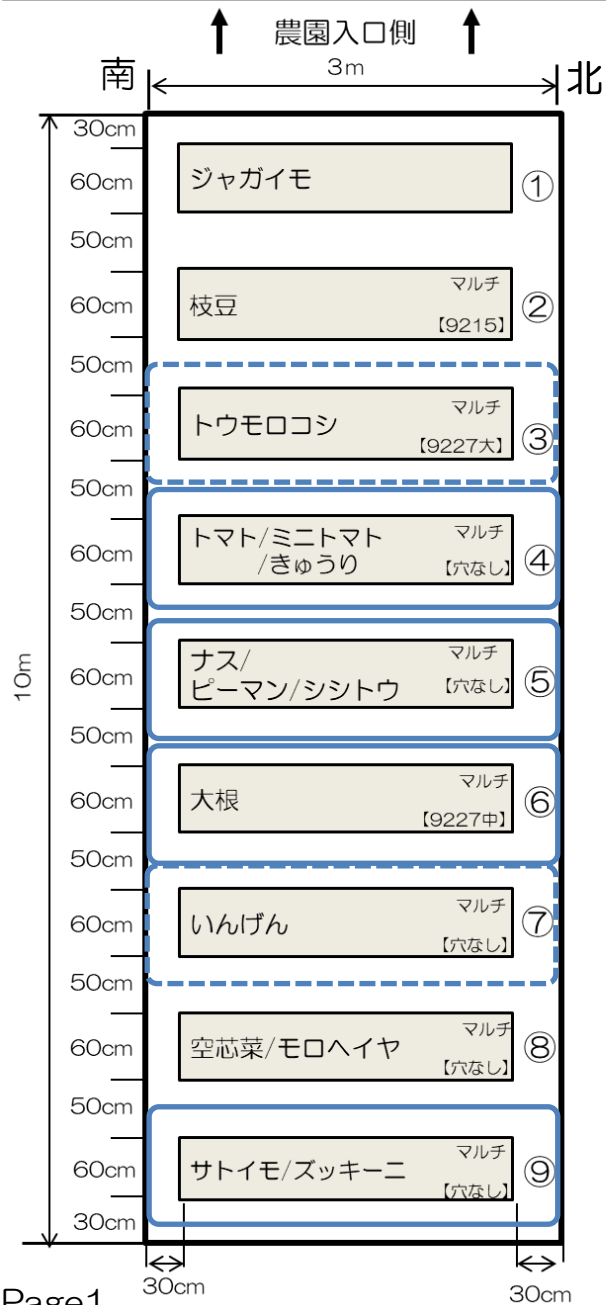 農園入口側
南 3m 北
30cm
60cm ジャガイモ ①
50cm
マルチ
60cm 枝豆 ②
【9215】
50cm
マルチ
60cm トウモロコシ ③
【9227大】
50cm
トマト/ミニトマト マルチ
60cm /きゅうり 【穴なし】 ④
50cm
ナス/ マルチ
60cm ピーマン/シシトウ 【穴なし】 ⑤
50cm
マルチ
60cm 大根 ⑥
【9227中】
50cm
マルチ
60cm いんげん ⑦
【穴なし】
50cm
マルチ
60cm 空芯菜/モロヘイヤ ⑧
【穴なし】
50cm
マルチ
60cm サトイモ/ズッキーニ ⑨
【穴なし】
30cm
10m
30cm 30cm
Page1